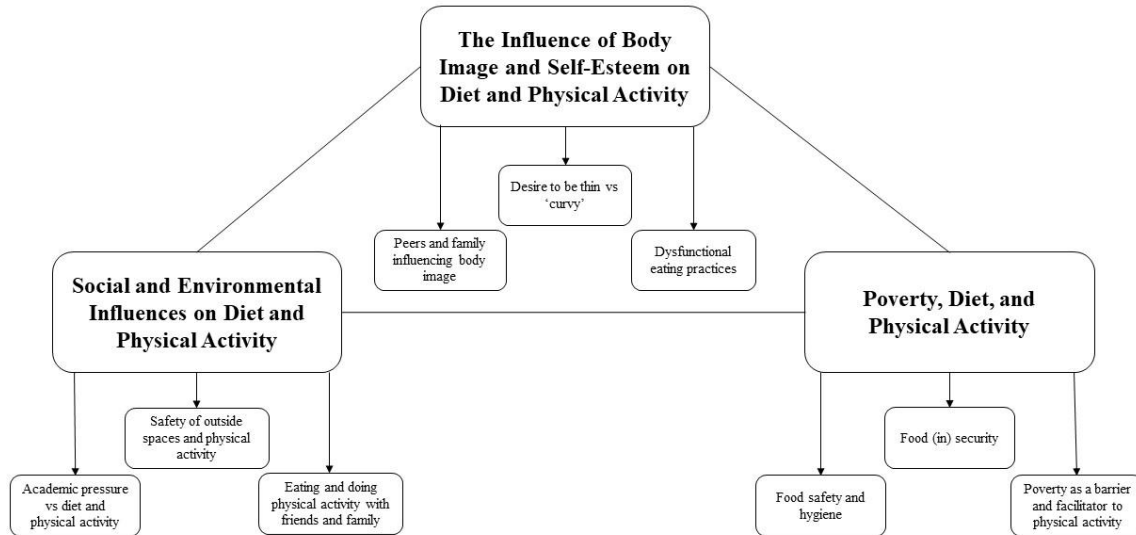 The Influence of Body
Image and Self-Esteem on
Diet and Physical Activity
Desire to be thin vs
‘curvy’
Peers and family
influencing body
image
Dysfunctional
eating practices
Social and Environmental
Influences on Diet and
Physical Activity
Poverty, Diet, and
Physical Activity
Safety of outside
spaces and physical
activity
Academic pressure
vs diet and
physical activity
Eating and doing
physical activity with
friends and family
Food (in) security
Food safety and
hygiene
Poverty as a barrier
and facilitator to
physical activity